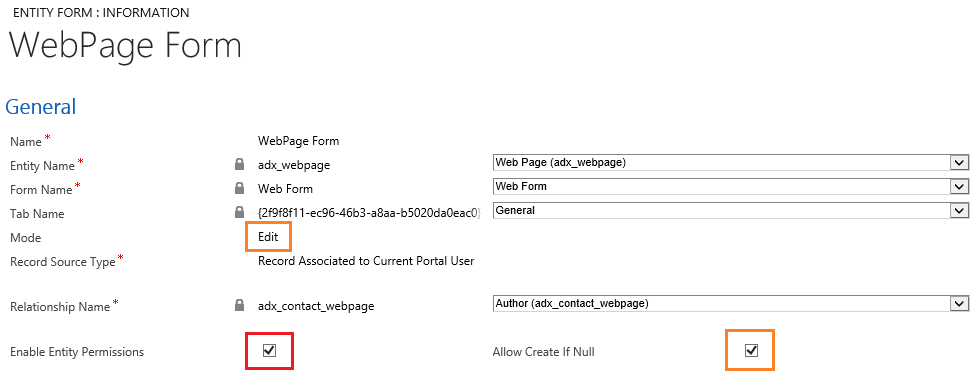 ENTITY FORM : INFORMATION
WebPage Form
General
Name * WebPage Form
Entity Name * adx_webpage Web Page (adx_webpage)
Form Name * Web Form Web Form
Tab Name {2f9f8f11-ec96-46b3-a8aa-b5020da0eac0} General
Mode Edit
Record Source Type * Record Associated to Current Portal User
Relationship Name * adx_contact_webpage Author (adx_contact_webpage)
Enable Entity Permissions Allow Create If Null